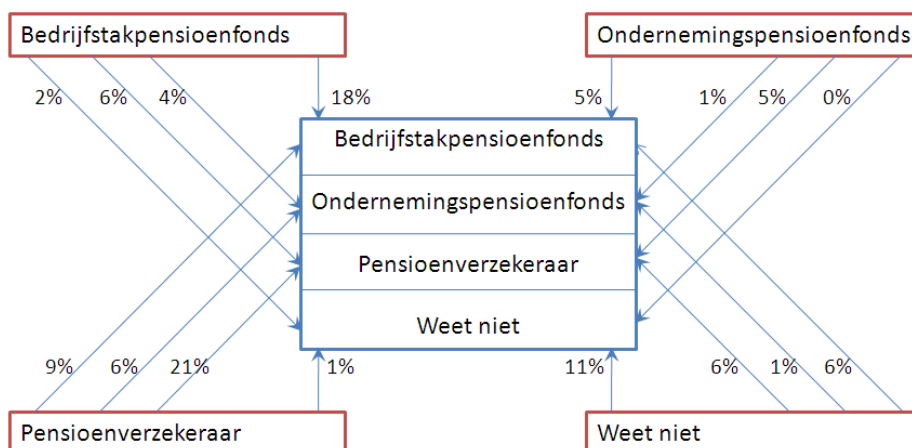 Bedrijfstakpensioenfonds
Ondernemingspensioenfonds
2% 6% 4% 18% 5% 1% 5% 0%
Bedrijfstakpensioenfonds
Ondernemingspensioenfonds
Pensioenverzekeraar
Weet niet
9% 6% 21% 1% 11% 6% 1% 6%
Pensioenverzekeraar
Weet niet